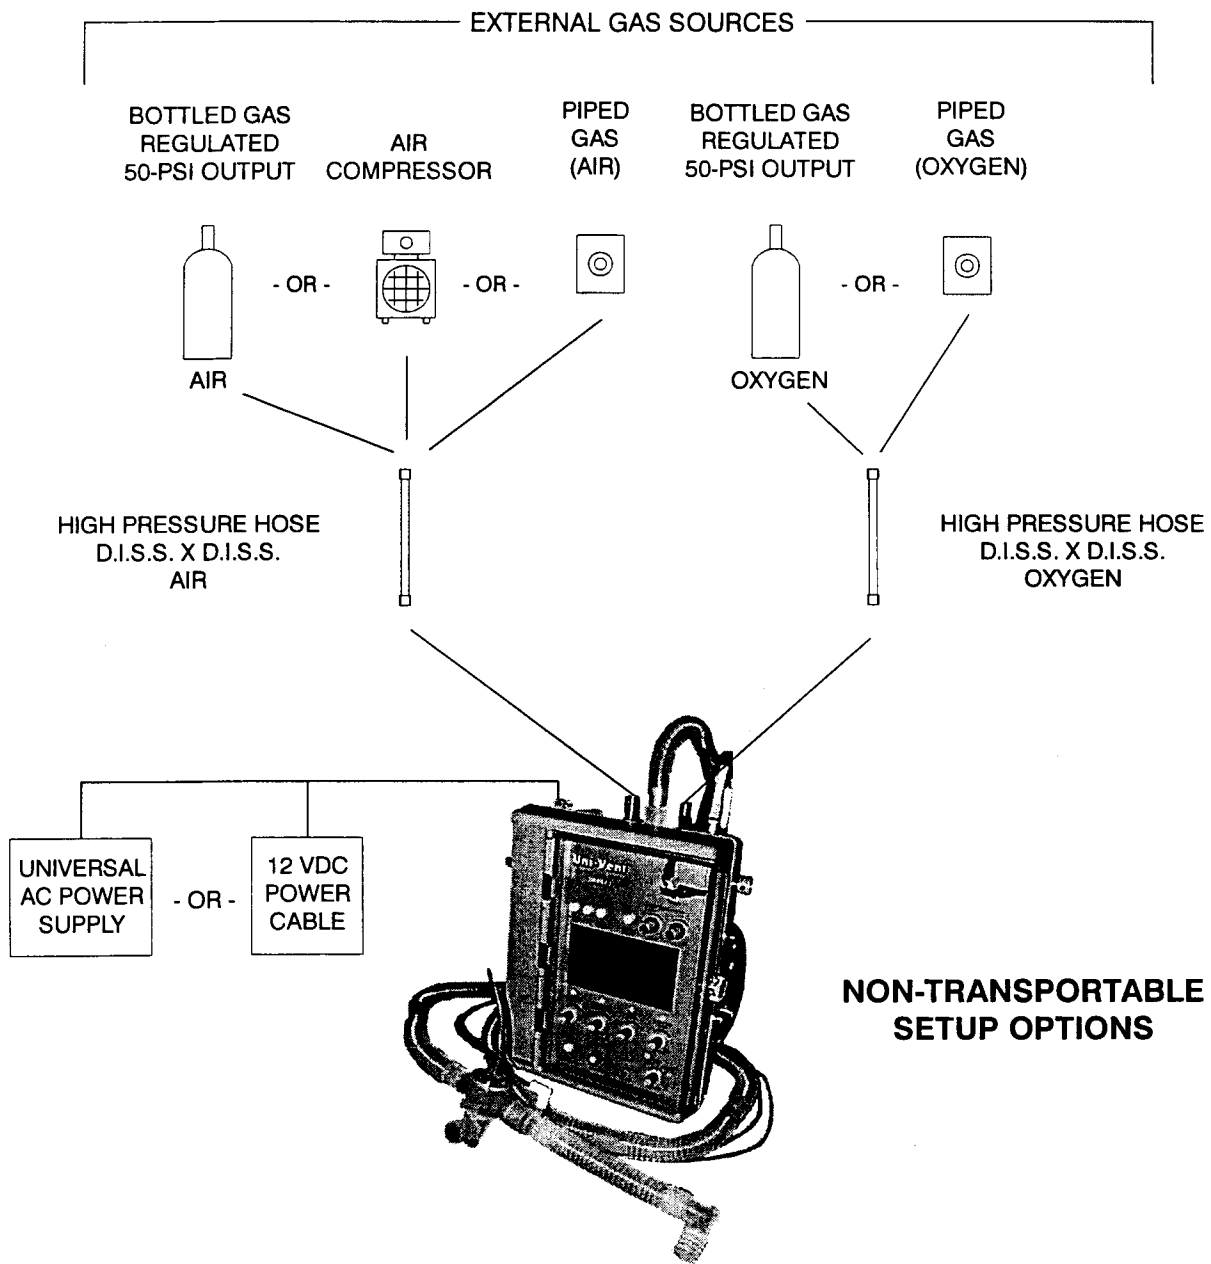 EXTERNAL GAS SOURCES
BOTTLED GAS
REGULATED
50-PSI OUTPUT
AIR
COMPRESSOR
PIPED
GAS
(AIR)
BOTTLED GAS
REGULATED
50-PSI OUTPUT
PIPED
GAS
(OXYGEN)
- OR -
- OR -
- OR -
AIR
OXYGEN
HIGH PRESSURE HOSE
D.I.S.S. X D.I.S.S.
AIR
HIGH PRESSURE HOSE
D.I.S.S. X D.I.S.S.
OXYGEN
UNIVERSAL
AC POWER
SUPPLY
- OR -
12 VDC
POWER
CABLE
Uni-Vent
NON-TRANSPORTABLE
SETUP OPTIONS